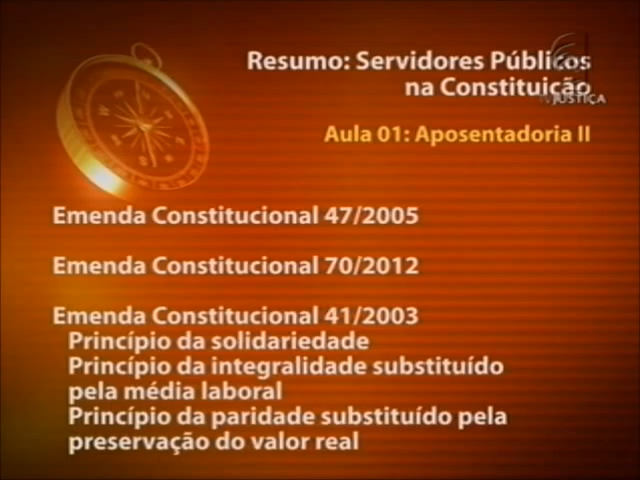 Resumo: Servidores Públicos
na Constituição
TV JUSTIÇA
Aula 01: Aposentadoria II
Emenda Constitucional 47/2005
Emenda Constitucional 70/2012
Emenda Constitucional 41/2003
Princípio da solidariedade
Princípio da integralidade substituído
pela média laboral
Princípio da paridade substituído pela
preservação do valor real